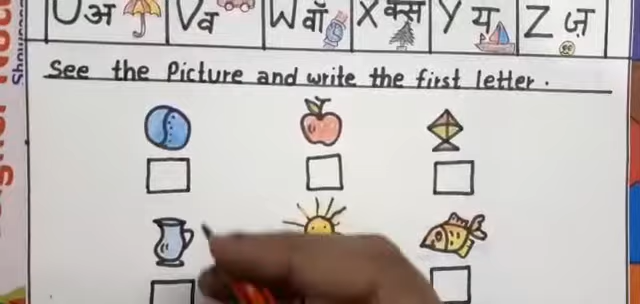 U अ V व W वॉ X क्स Y य Z ज़
See the Picture and write the first letter.